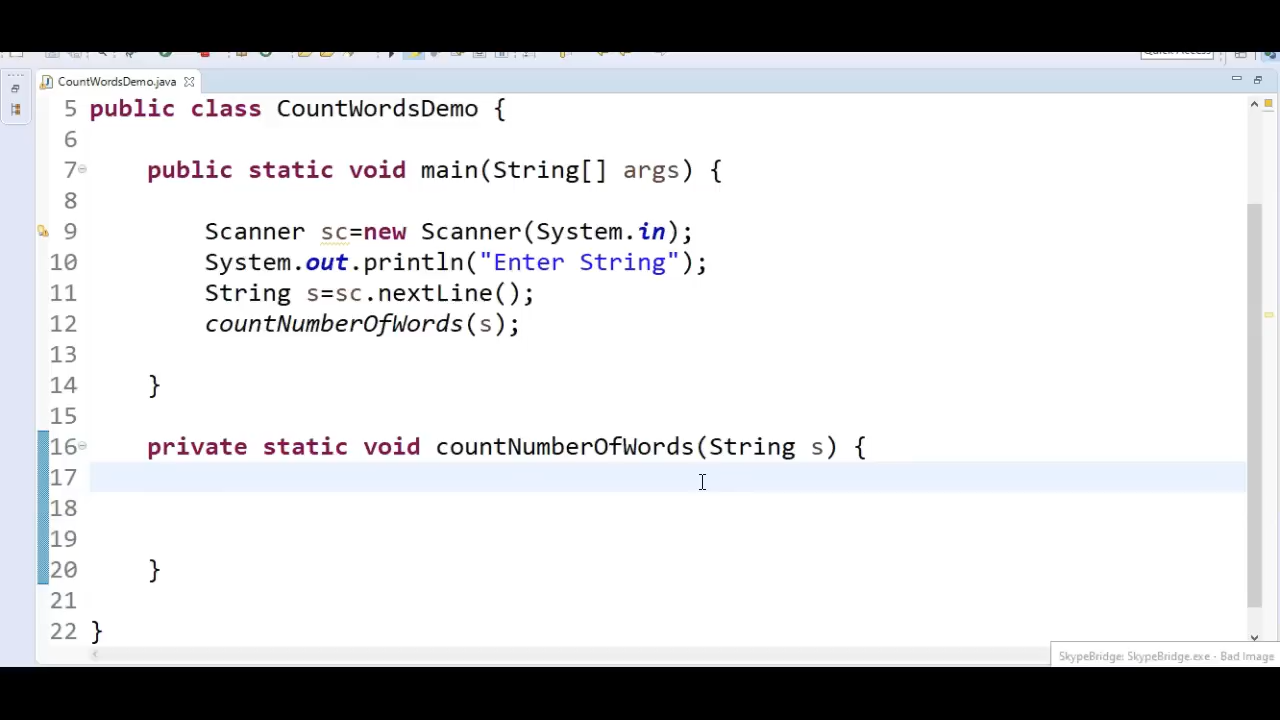 Quick Access
CountWordsDemo.java
5 public class CountWordsDemo {
6
7 public static void main(String[] args) {
8
9 Scanner sc=new Scanner(System.in);
10 System.out.println("Enter String");
11 String s=sc.nextLine();
12 countNumberOfWords(s);
13
14 }
15
16 private static void countNumberOfWords(String s) {
17
18
19
20 }
21
22 }
SkypeBridge: SkypeBridge.exe - Bad Image